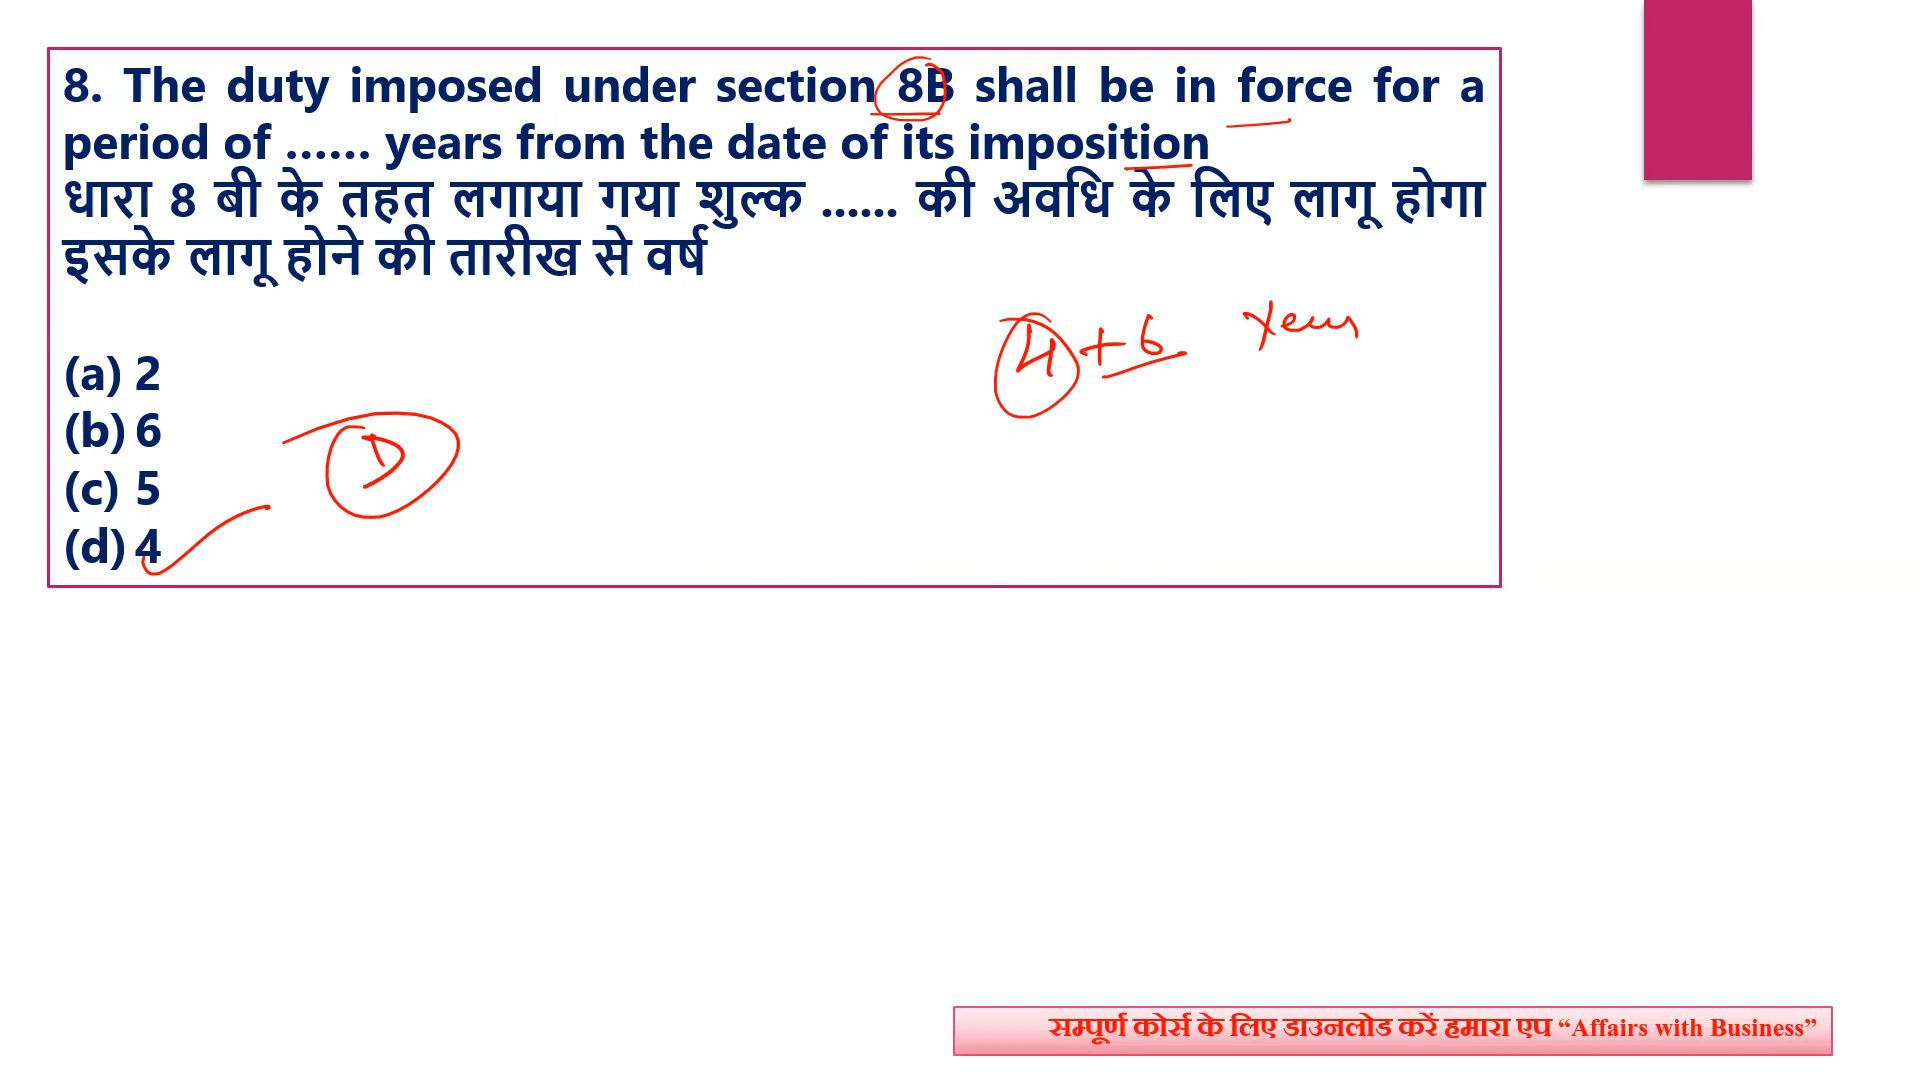 8. The duty imposed under section 8B shall be in force for a
period of ...... years from the date of its imposition
धारा 8 बी के तहत लगाया गया शुल्क ...... की अवधि के लिए लागू होगा
इसके लागू होने की तारीख से वर्ष
4 + 6 Year
(a) 2
(b) 6
(c) 5
(d) 4
D
सम्पूर्ण कोर्स के लिए डाउनलोड करें हमारा एप “Affairs with Business”